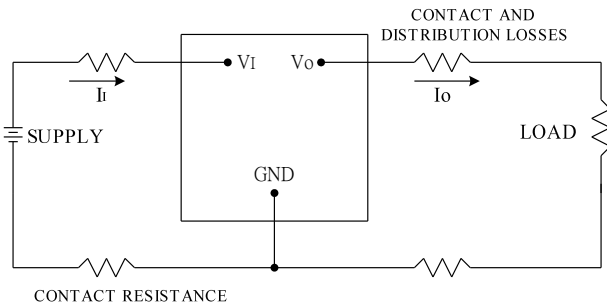 CONTACT AND
DISTRIBUTION LOSSES
VI
VO
II
IO
SUPPLY
LOAD
GND
CONTACT RESISTANCE